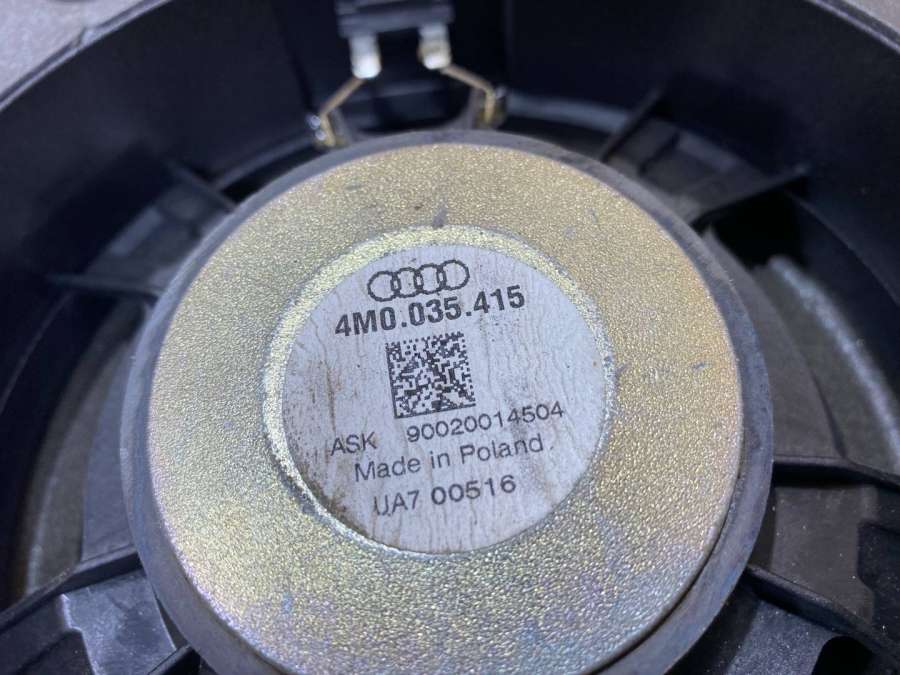 4M0.035.415
ASK 90020014504
Made in Poland
UA7 00516